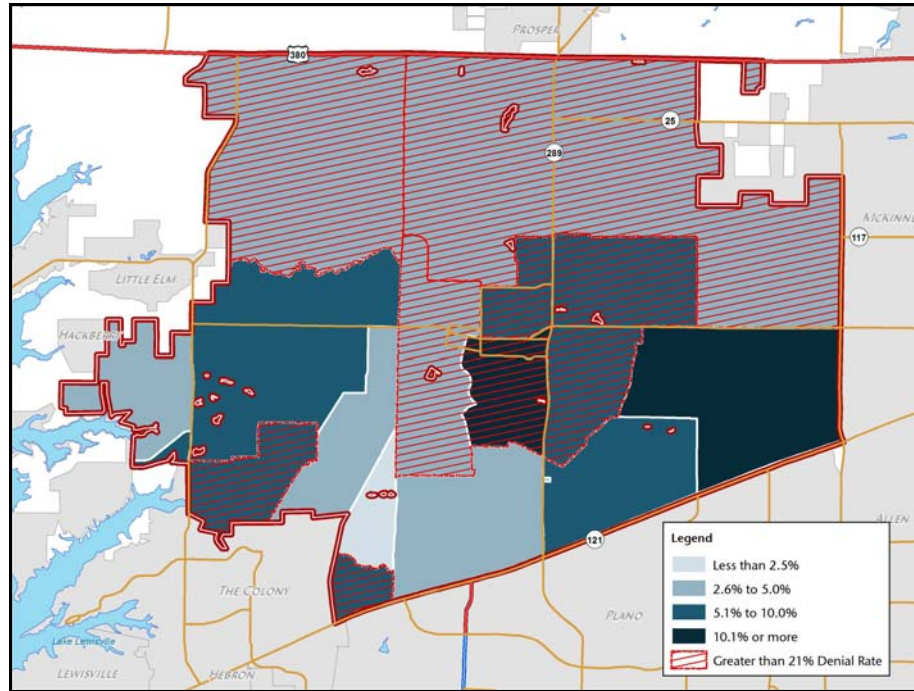 PROSPER
380
25
289
MCKINNE
117
LITTLE ELM
HACKBERRY
ALLEN
121
THE COLONY
PLANO
Lake Lewisville
LEWISVILLE
HEBRON
Legend
Less than 2.5%
2.6% to 5.0%
5.1% to 10.0%
10.1% or more
Greater than 21% Denial Rate